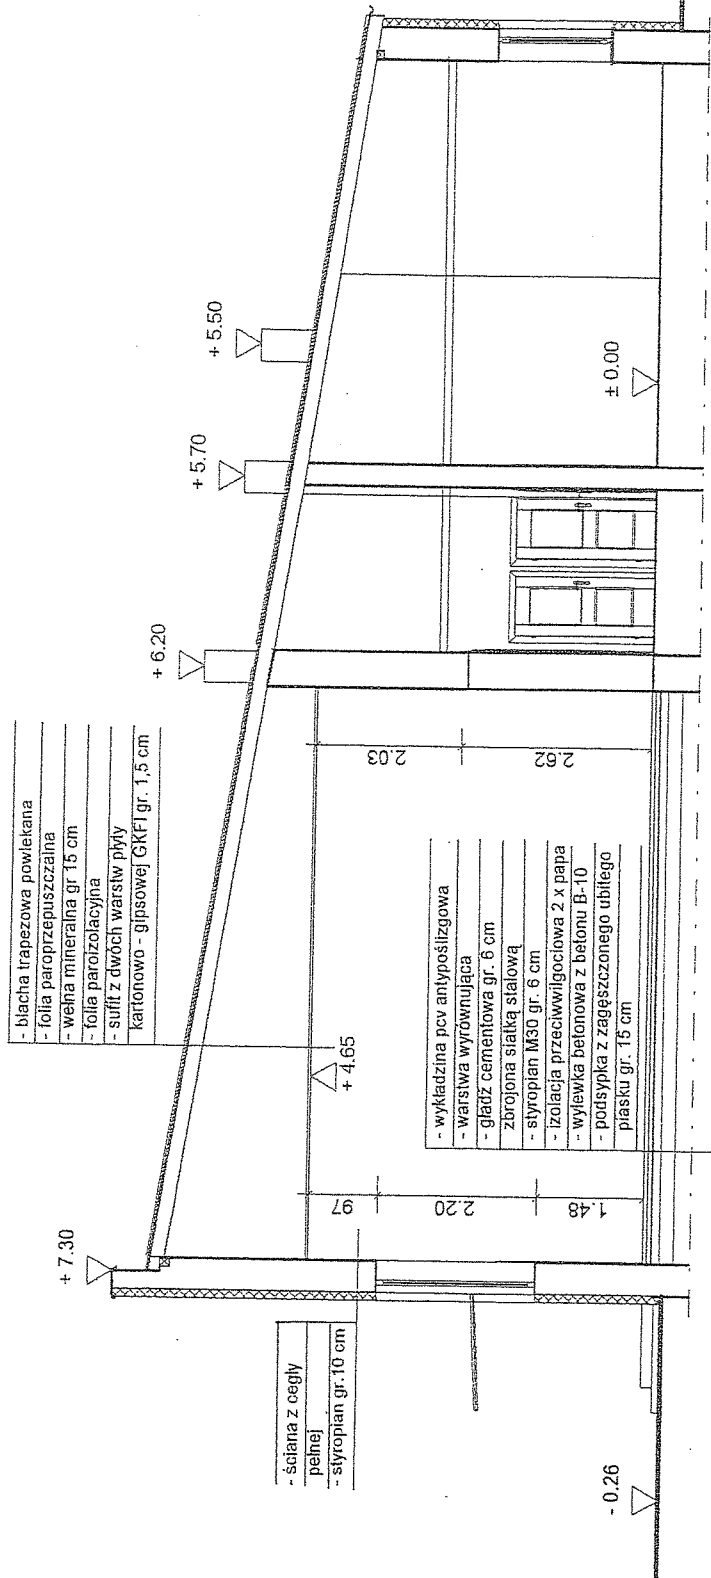 - ściana z cegły
pełnej
- styropian gr.10 cm
+ 7.30
- 0.26
- blacha trapezowa powlekana
- folia paroprzepuszczalna
- wełna mineralna gr 15 cm
- folia paroizolacyjna
- sufit z dwóch warstw płyty
kartonowo - gipsowej GKFI gr. 1,5 cm
+ 4.65
97
2.20
1.48
- wykładzina pcv antypoślizgowa
- warstwa wyrównująca
- gładź cementowa gr. 6 cm
zbrojona siatką stalową
- styropian M30 gr. 6 cm
- izolacja przeciwwilgociowa 2 x papa
- wylewka betonowa z betonu B-10
- podsypka z zagęszczonego ubitego
piasku gr. 15 cm
2.03
2.62
+ 6.20
+ 5.70
+ 5.50
± 0.00